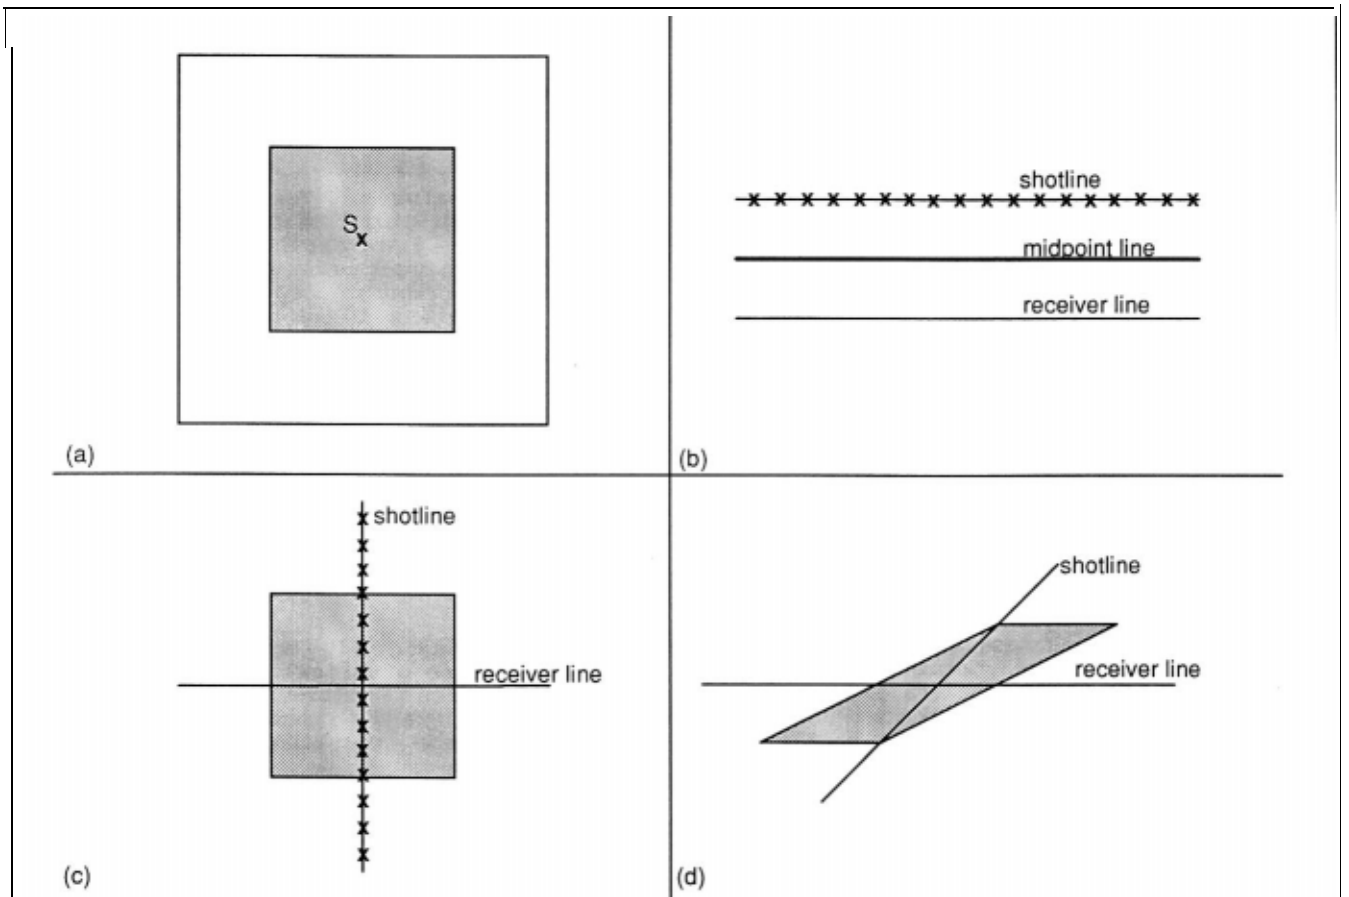 S
x
(a)
shotline
midpoint line
receiver line
(b)
shotline
receiver line
(c)
shotline
receiver line
(d)